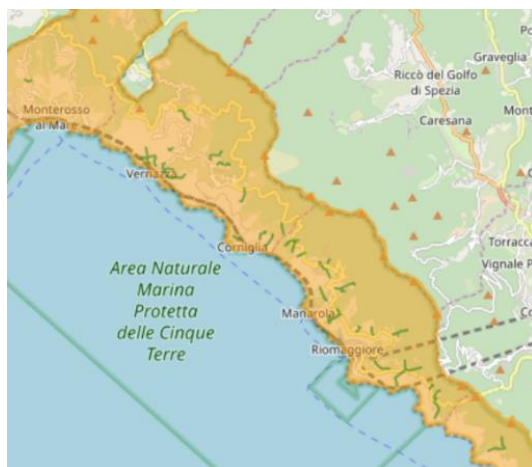 Graveglia
Riccò del Golfo
di Spezia
Caresana
Monterosso
al Mare
Vernazza
Corniglia
Area Naturale
Marina
Protetta
delle Cinque
Terre
Manarola
Riomaggiore
Torracca
Vignale